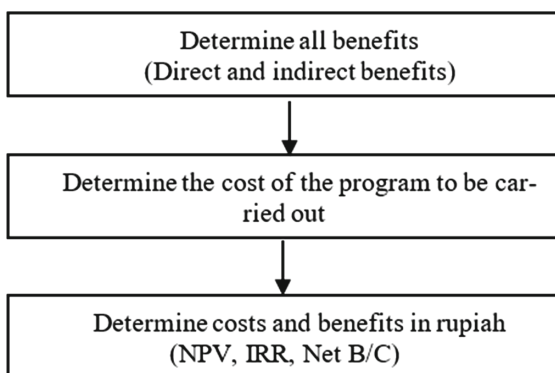 Determine all benefits
(Direct and indirect benefits)
Determine the cost of the program to be car-
ried out
Determine costs and benefits in rupiah
(NPV, IRR, Net B/C)